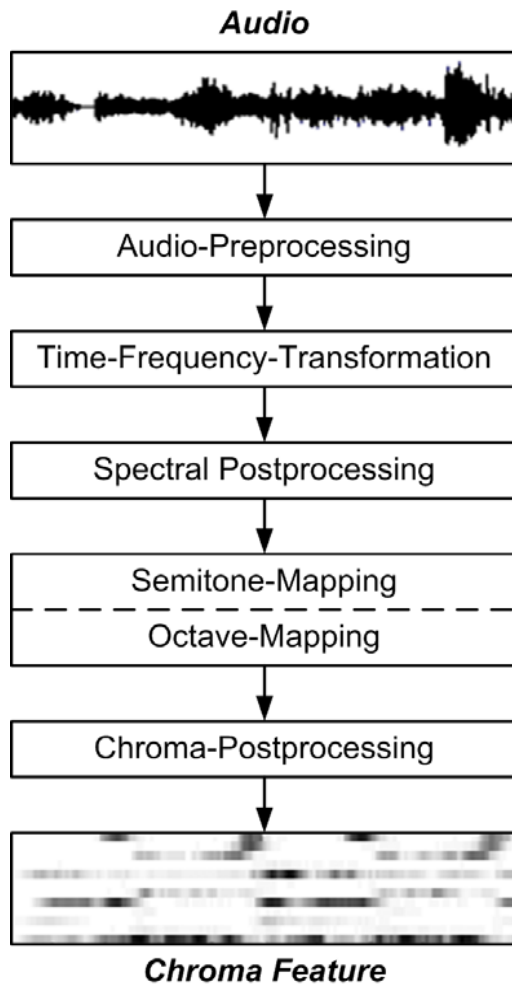 Audio
Audio-Preprocessing
Time-Frequency-Transformation
Spectral Postprocessing
Semitone-Mapping
Octave-Mapping
Chroma-Postprocessing
Chroma Feature